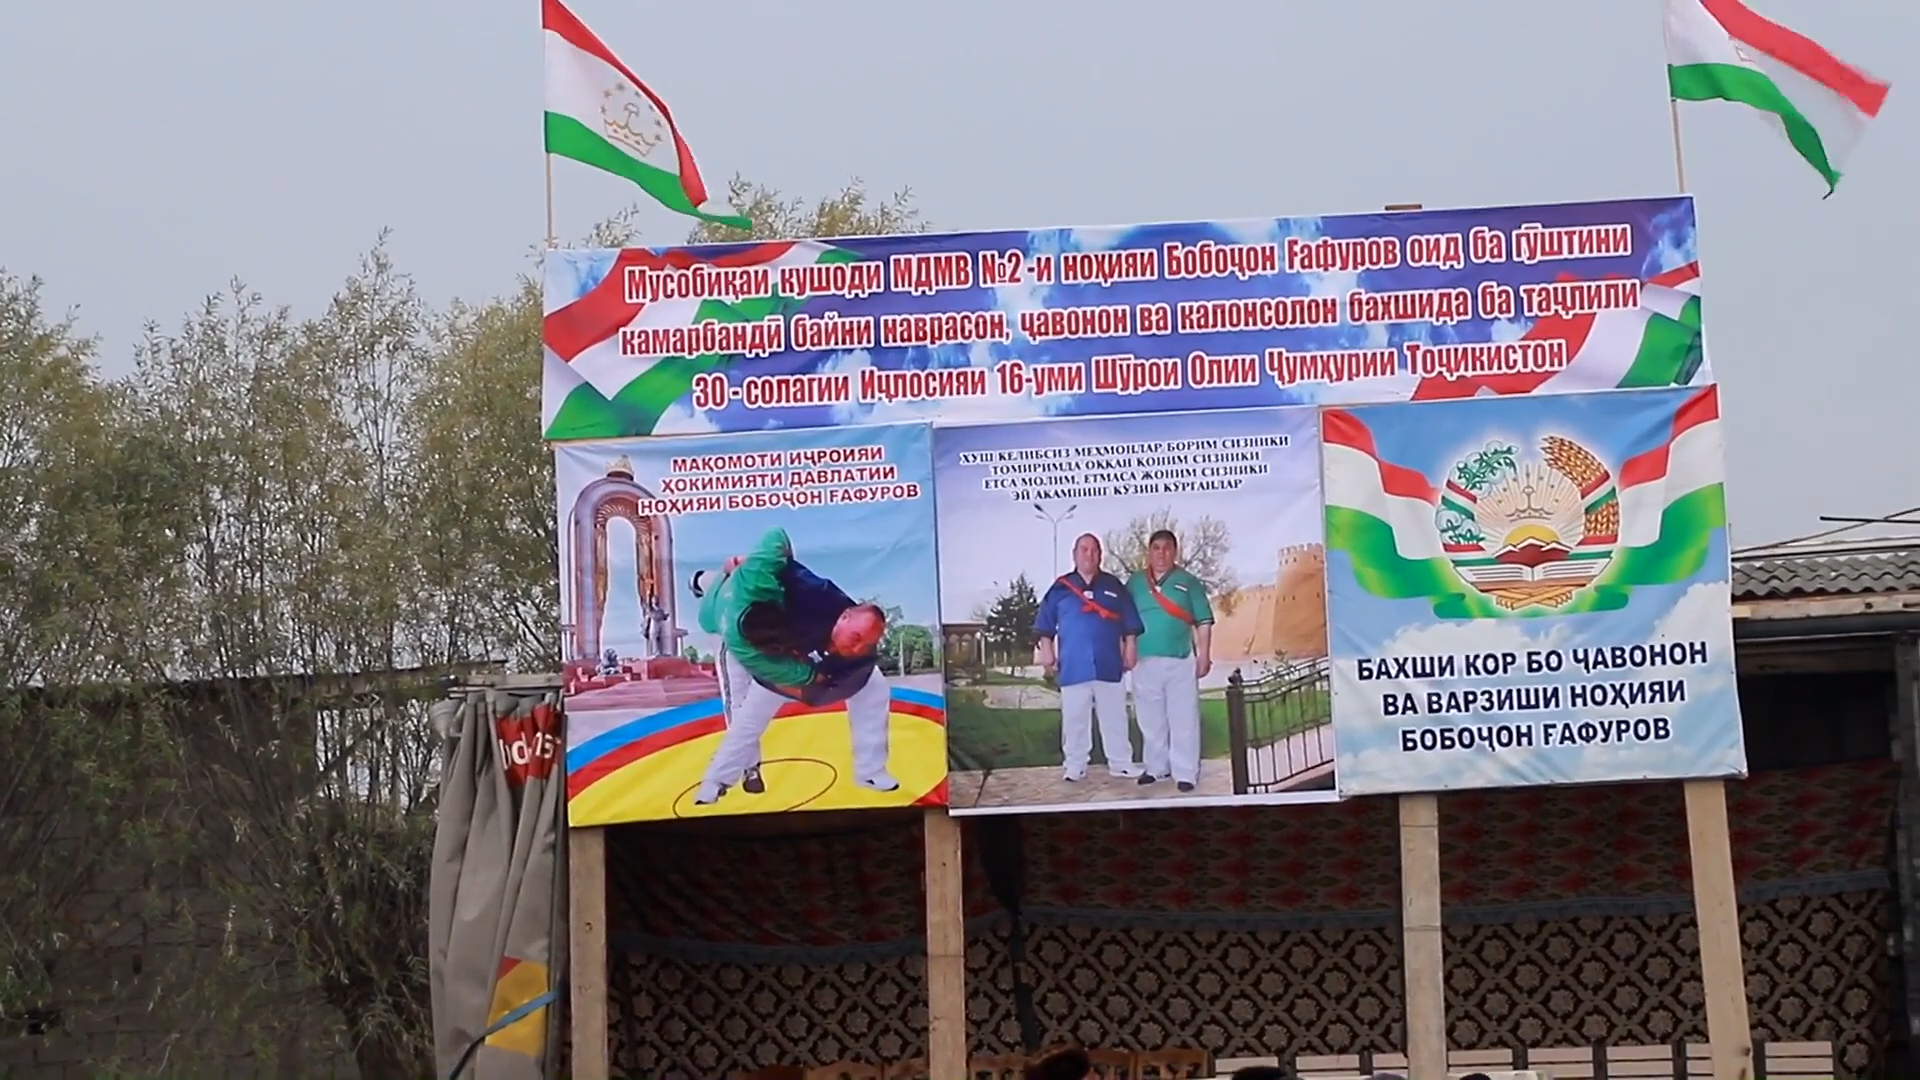 Мусобиқаи кушоди МДМВ №2-и ноҳияи Бобоҷон Ғафуров оид ба гӯштини
камарбандӣ байни наврасон, ҷавонон ва калонсолон бахшида ба таҷлили
30-солагии Иҷлосияи 16-уми Шӯрои Олии Ҷумҳурии Тоҷикистон
МАҚОМОТИ ИҶРОИЯИ
ҲОКИМИЯТИ ДАВЛАТИИ
НОҲИЯИ БОБОҶОН ҒАФУРОВ
ХУШ КЕЛИБСИЗ МЕҲМОНЛАР БОРИМ СИЗНИКИ
ТОМИРИМДА ОҚҚАН ҚОНИМ СИЗНИКИ
ЕТСА МОЛИМ, ЕТМАСА ЖОНИМ СИЗНИКИ
ЭЙ АКАМНИНГ КЎЗИН КЎРГАНЛАР
БАХШИ КОР БО ҶАВОНОН
ВА ВАРЗИШИ НОҲИЯИ
БОБОҶОН ҒАФУРОВ